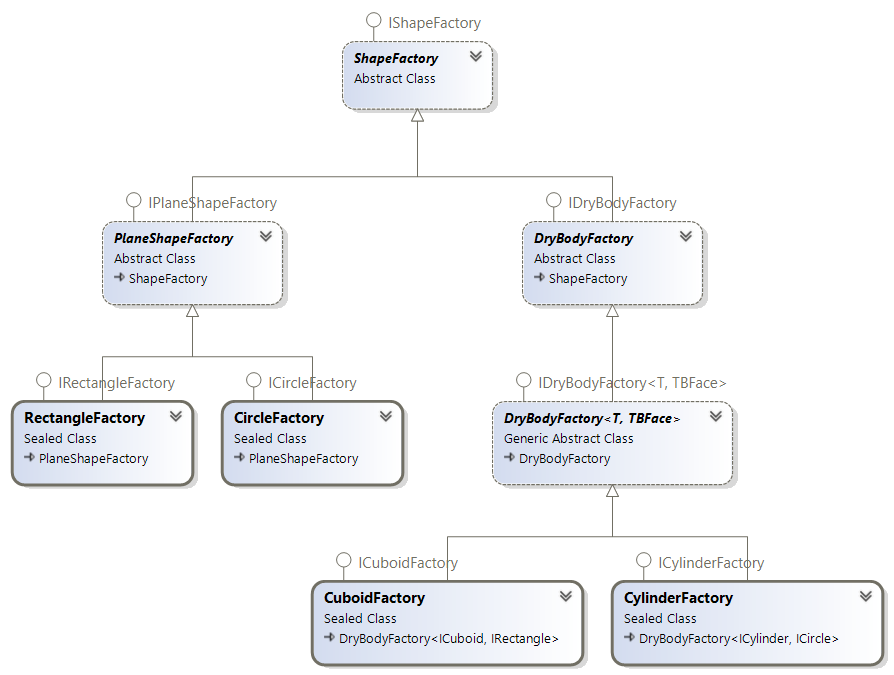 IShapeFactory
ShapeFactory
Abstract Class
IPlaneShapeFactory
PlaneShapeFactory
Abstract Class
ShapeFactory
IDryBodyFactory
DryBodyFactory
Abstract Class
ShapeFactory
IRectangleFactory
RectangleFactory
Sealed Class
PlaneShapeFactory
ICircleFactory
CircleFactory
Sealed Class
PlaneShapeFactory
IDryBodyFactory<T, TBFace>
DryBodyFactory<T, TBFace>
Generic Abstract Class
DryBodyFactory
ICuboidFactory
CuboidFactory
Sealed Class
DryBodyFactory<ICuboid, IRectangle>
ICylinderFactory
CylinderFactory
Sealed Class
DryBodyFactory<ICylinder, ICircle>